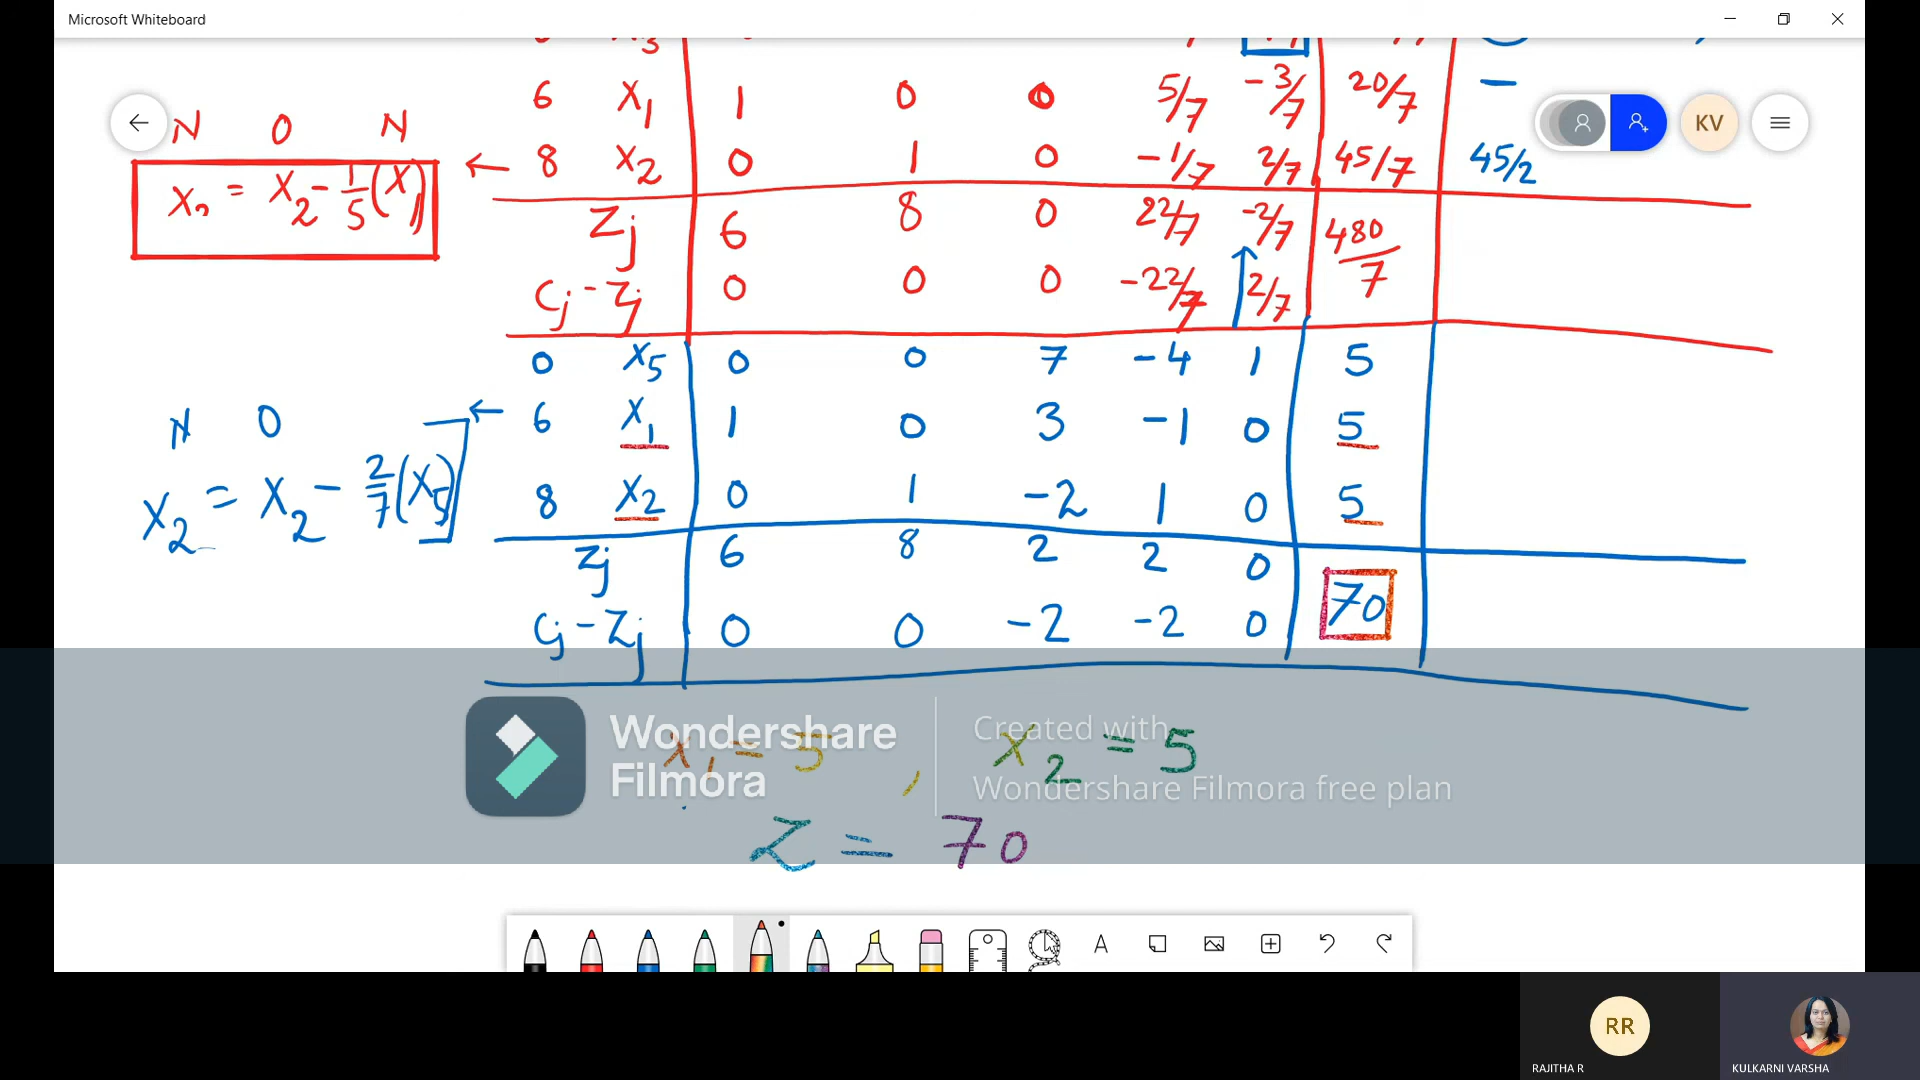 Microsoft Whiteboard
6 x1 1 0 0 5/7 -3/7 20/7 —
N O N
8 x2 0 1 0 -1/7 2/7 45/7 45/2
KV
x2 = x2 - 1/5 (x1)
Zj 6 8 0 22/7 -2/7 480/7
Cj - Zj 0 0 0 -22/7 2/7
0 x5 0 0 7 -4 1 5
N O
6 x1 1 0 3 -1 0 5
8 x2 0 1 -2 1 0 5
x2 = x2 - 2/7 (x5)
Zj 6 8 2 2 0 70
Cj - Zj 0 0 -2 -2 0
Wondershare Filmora
Created with
Wondershare Filmora free plan
x1 = 5 , x2 = 5
Z = 70
A
RR
RAJITHA R
KULKARNI VARSHA